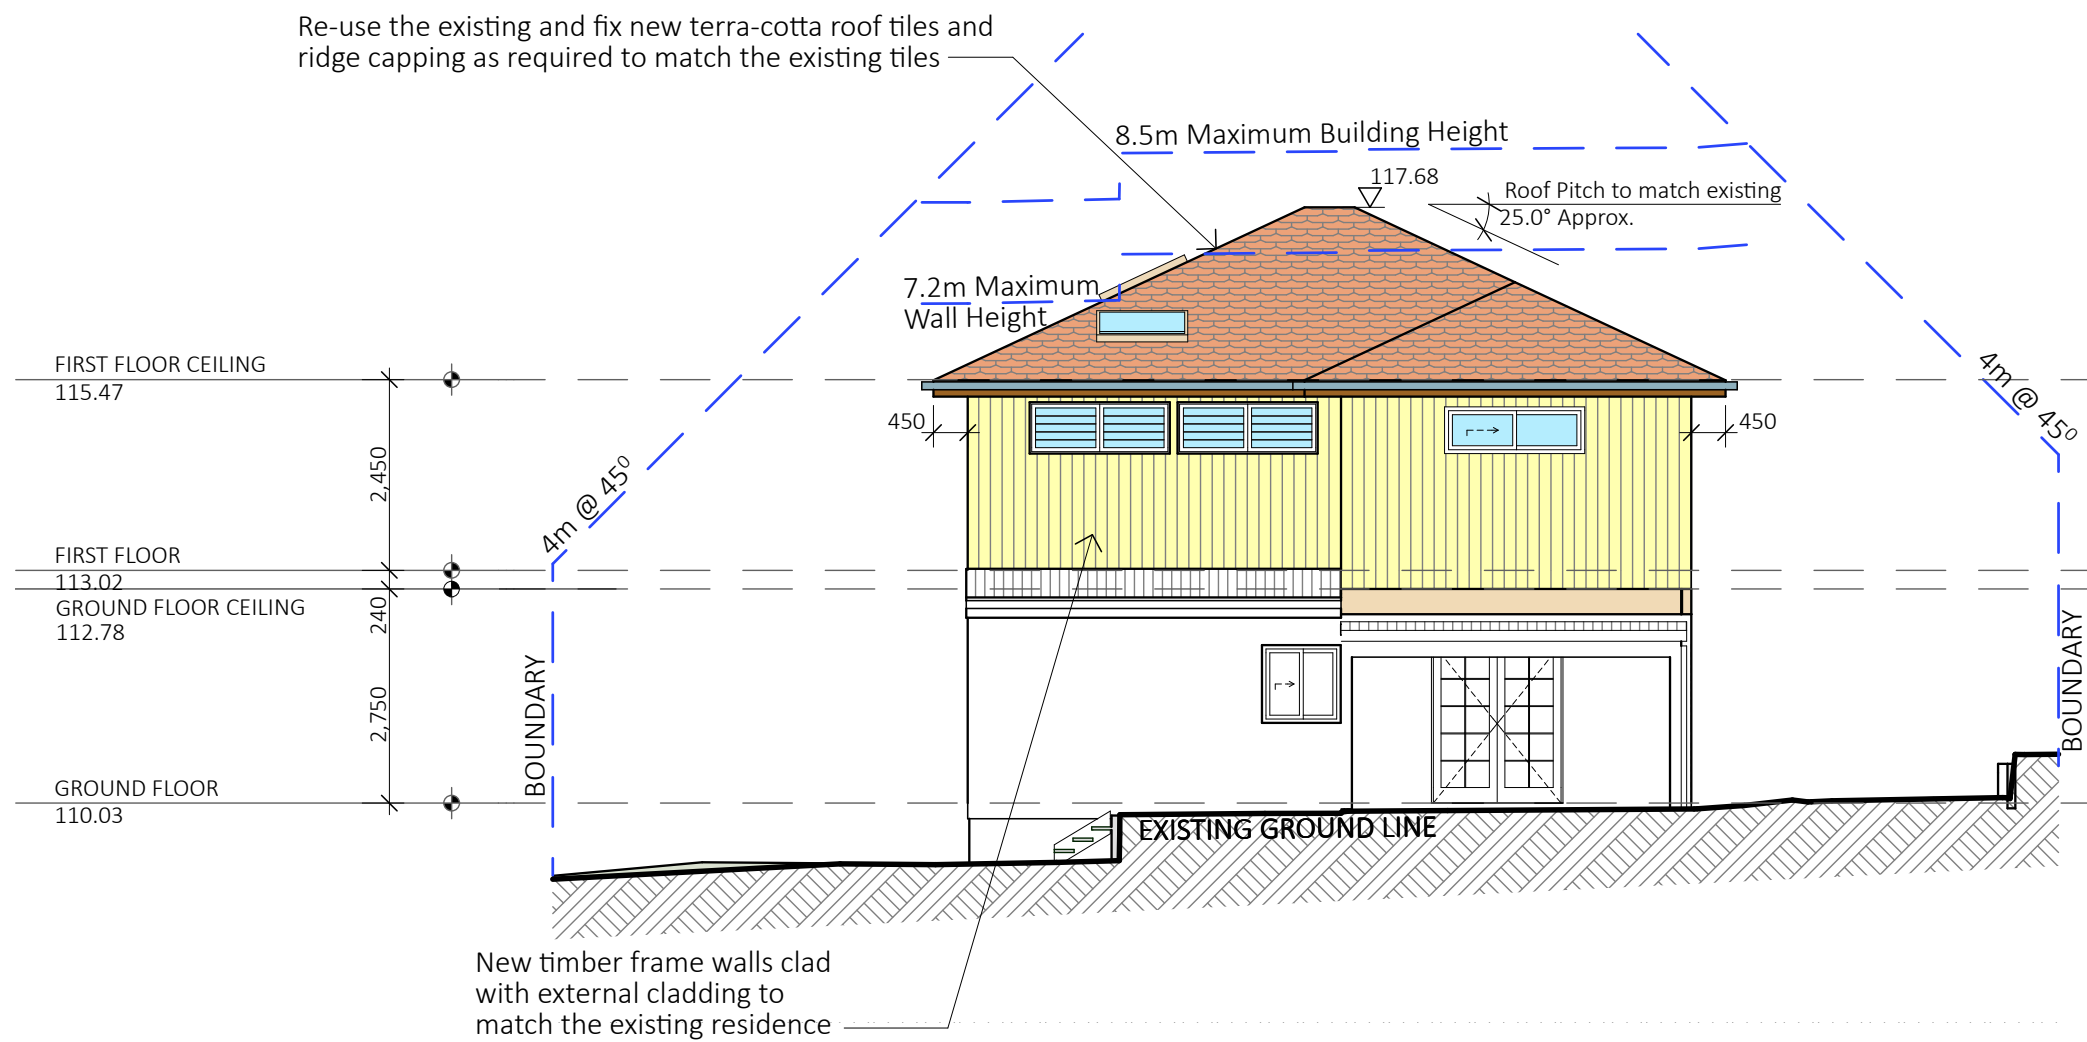 Re-use the existing and fix new terra-cotta roof tiles and
ridge capping as required to match the existing tiles
8.5m Maximum Building Height
117.68
Roof Pitch to match existing
25.0° Approx.
7.2m Maximum
Wall Height
FIRST FLOOR CEILING
115.47
4m @ 45⁰
450
450
2,450
4m @ 45⁰
FIRST FLOOR
113.02
GROUND FLOOR CEILING
112.78
240
2,750
BOUNDARY
BOUNDARY
GROUND FLOOR
110.03
EXISTING GROUND LINE
New timber frame walls clad
with external cladding to
match the existing residence